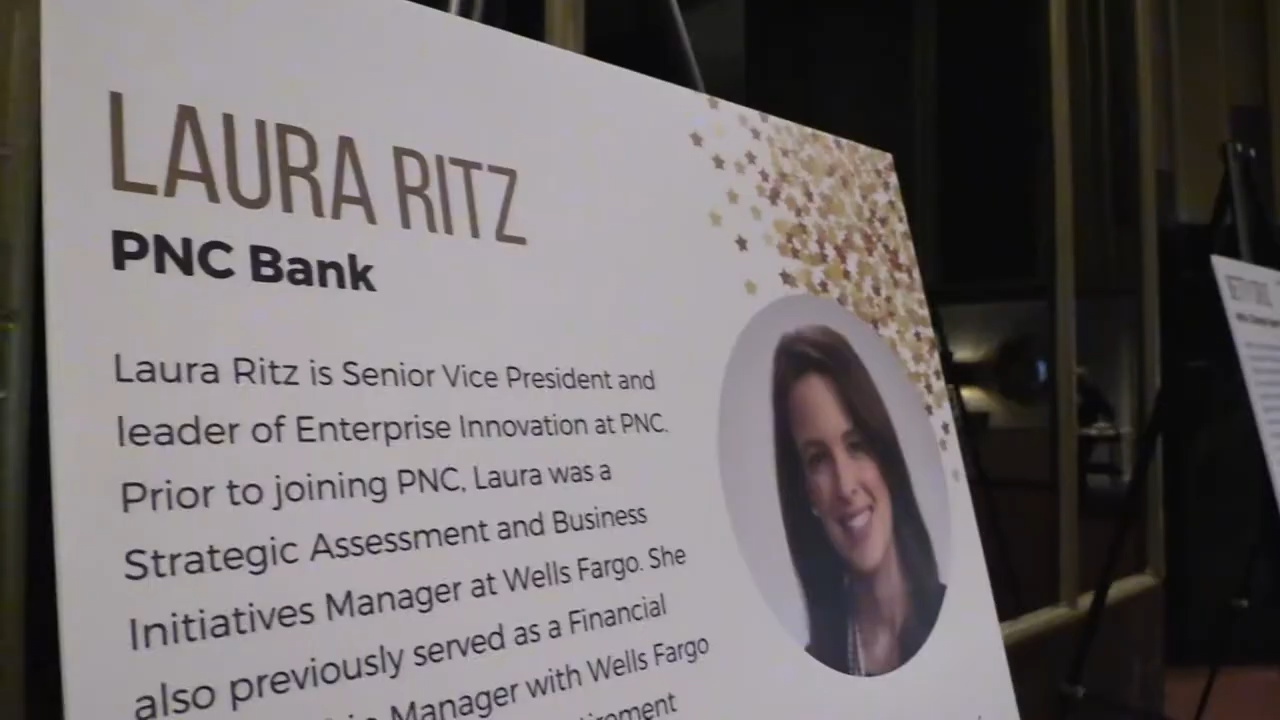 LAURA RITZ
PNC Bank
Laura Ritz is Senior Vice President and
leader of Enterprise Innovation at PNC.
Prior to joining PNC, Laura was a
Strategic Assessment and Business
Initiatives Manager at Wells Fargo. She
also previously served as a Financial
Manager with Wells Fargo